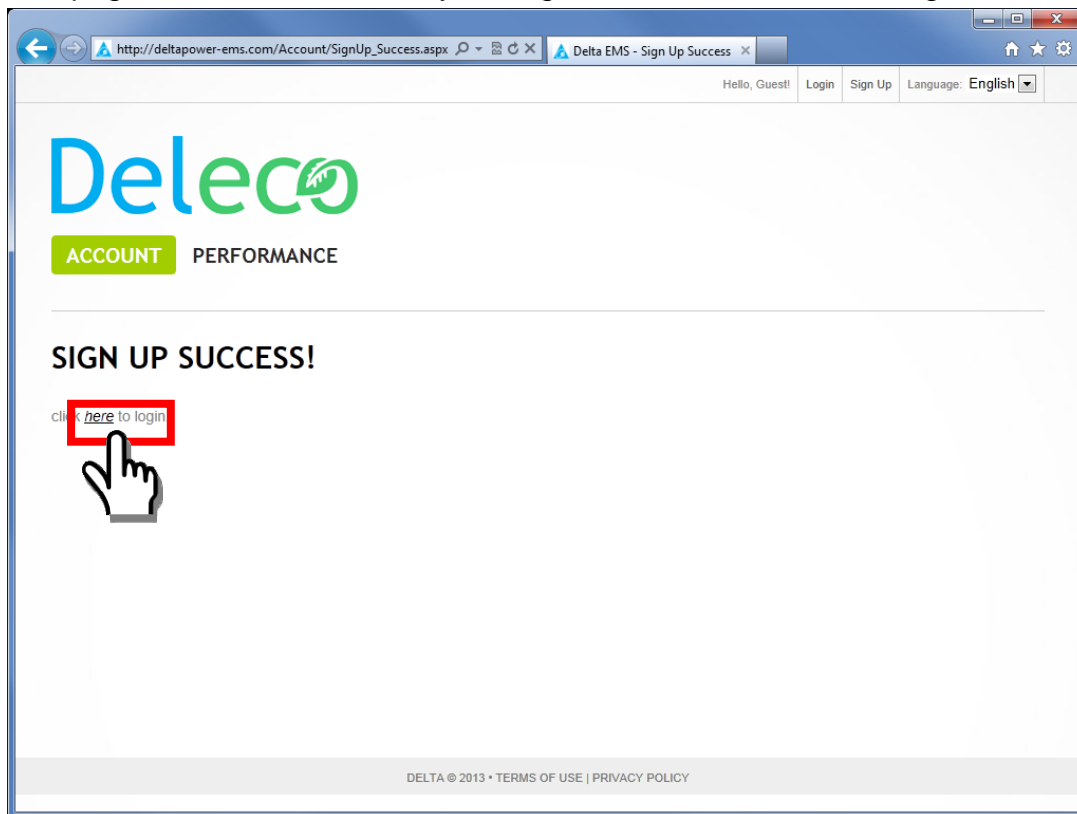 http://deltapower-ems.com/Account/SignUp_Success.aspx
Delta EMS - Sign Up Success
Hello, Guest! Login Sign Up Language: English
Deleco
ACCOUNT PERFORMANCE
SIGN UP SUCCESS!
click here to login
DELTA @ 2013 • TERMS OF USE | PRIVACY POLICY